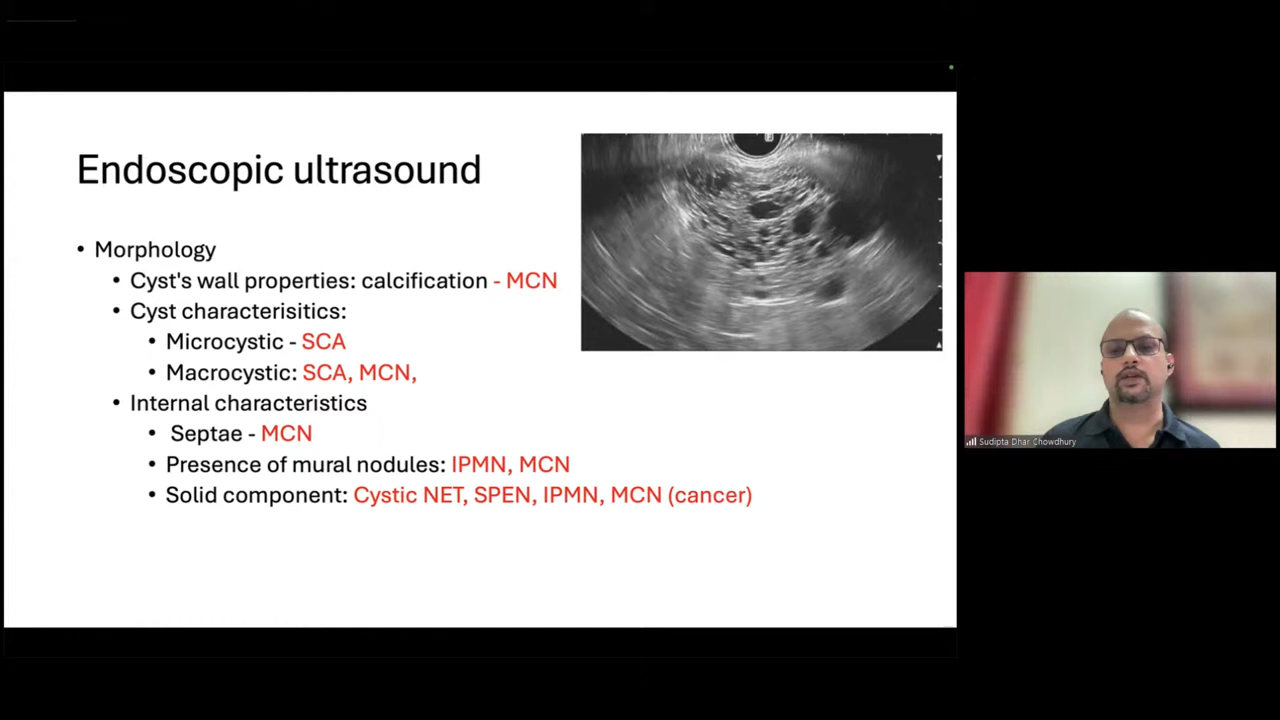 Endoscopic ultrasound
• Morphology
• Cyst's wall properties: calcification - MCN
• Cyst characterisitics:
• Microcystic - SCA
• Macrocystic: SCA, MCN,
• Internal characteristics
• Septae - MCN
• Presence of mural nodules: IPMN, MCN
• Solid component: Cystic NET, SPEN, IPMN, MCN (cancer)
Sudipta Dhar Chowdhury